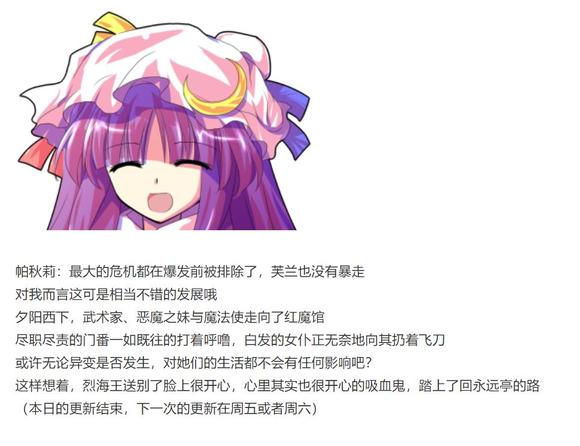 帕秋莉：最大的危机都在爆发前被排除了，芙兰也没有暴走
对我而言这可是相当不错的发展哦
夕阳西下，武术家、恶魔之妹与魔法使走向了红魔馆
尽职尽责的门番一如既往的打着呼噜，白发的女仆正无奈地向其扔着飞刀
或许无论异变是否发生，对她们的生活都不会有任何影响吧？
这样想着，烈海王送别了脸上很开心，心里其实也很开心的吸血鬼，踏上了回永远亭的路
（本日的更新结束，下一次的更新在周五或者周六）